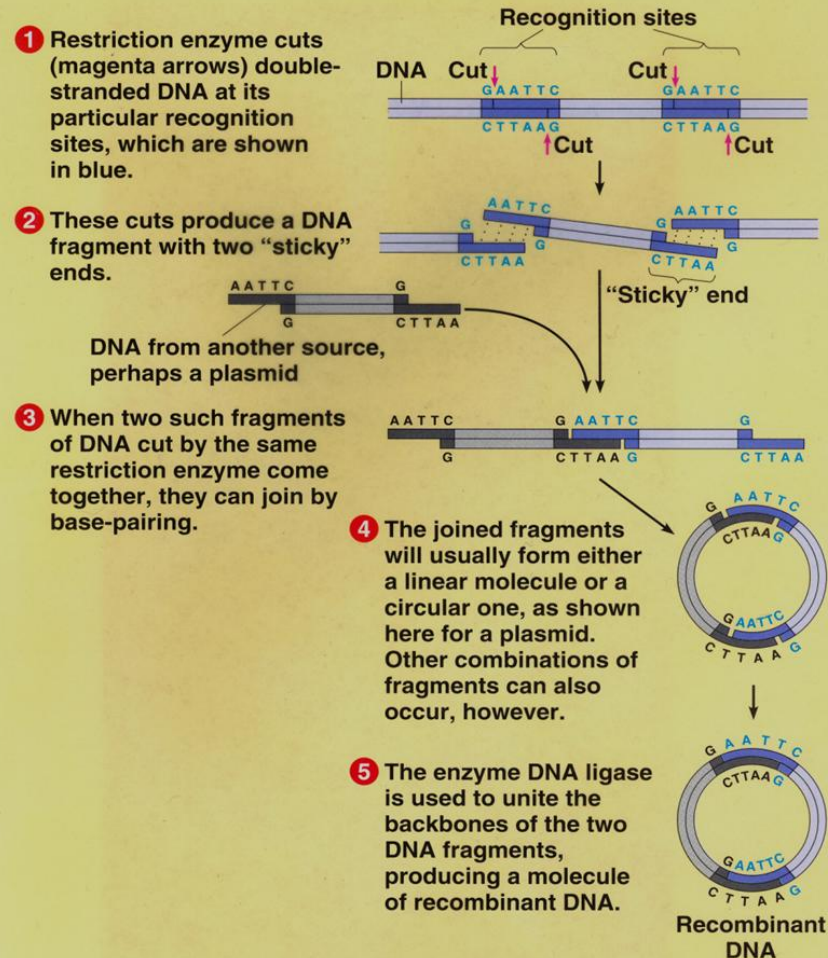 Recognition sites
1 Restriction enzyme cuts
(magenta arrows) double-
stranded DNA at its
particular recognition
sites, which are shown
in blue.
DNA
Cut
Cut
GAATTC
GAATTC
CTTAAG
CTTAAG
Cut
Cut
2 These cuts produce a DNA
fragment with two “sticky”
ends.
AATTC
AATTC
G
G
G
G
CTTAA
CTTAA
“Sticky” end
AATTC
G
G
CTTAA
DNA from another source,
perhaps a plasmid
3 When two such fragments
of DNA cut by the same
restriction enzyme come
together, they can join by
base-pairing.
AATTC
GAATTC
G
G
CTTAAG
CTTAA
4 The joined fragments
will usually form either
a linear molecule or a
circular one, as shown
here for a plasmid.
Other combinations of
fragments can also
occur, however.
GAATTC
CTTAAG
GAATTC
CTTAAG
5 The enzyme DNA ligase
is used to unite the
backbones of the two
DNA fragments,
producing a molecule
of recombinant DNA.
GAATTC
CTTAAG
GAATTC
CTTAAG
Recombinant
DNA